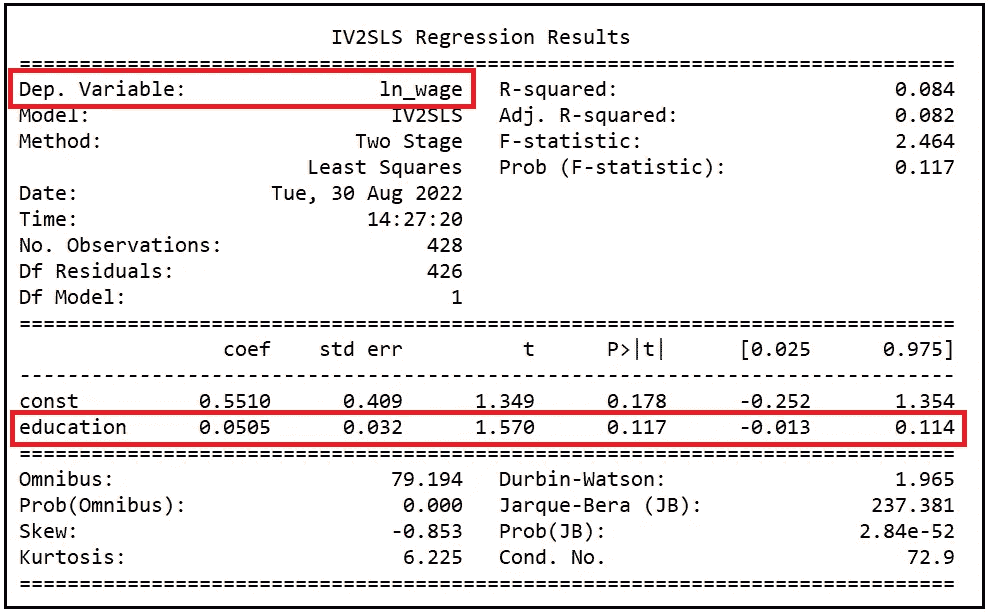 IV2SLS Regression Results
==============================================================================
Dep. Variable:                ln_wage   R-squared:                       0.084
Model:                         IV2SLS   Adj. R-squared:                  0.082
Method:                     Two Stage   F-statistic:                     2.464
                        Least Squares   Prob (F-statistic):              0.117
Date:                Tue, 30 Aug 2022
Time:                        14:27:20
No. Observations:                 428
Df Residuals:                     426
Df Model:                           1
==============================================================================
                 coef    std err          t      P>|t|      [0.025      0.975]
------------------------------------------------------------------------------
const          0.5510      0.409      1.349      0.178      -0.252       1.354
education      0.0505      0.032      1.570      0.117      -0.013       0.114
==============================================================================
Omnibus:                       79.194   Durbin-Watson:                   1.965
Prob(Omnibus):                  0.000   Jarque-Bera (JB):              237.381
Skew:                          -0.853   Prob(JB):                     2.84e-52
Kurtosis:                       6.225   Cond. No.                         72.9
==============================================================================